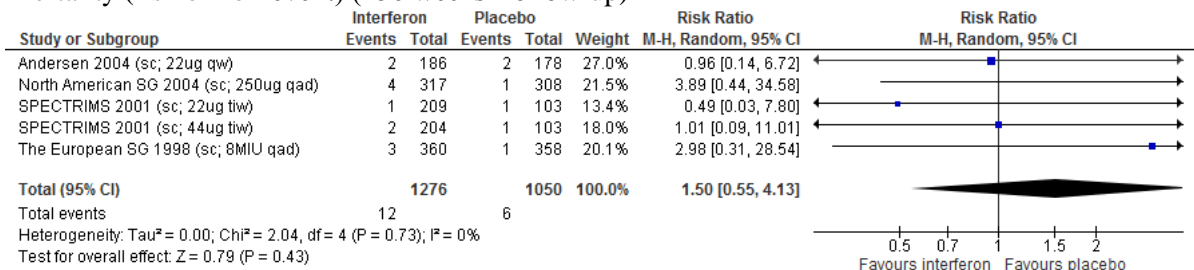 Interferon Placebo Risk Ratio Risk Ratio
Study or Subgroup Events Total Events Total Weight M-H, Random, 95% CI M-H, Random, 95% CI
Andersen 2004 (sc; 22ug qw) 2 186 2 178 27.0% 0.96 [0.14, 6.72]
North American SG 2004 (sc; 250ug qad) 4 317 1 308 21.5% 3.89 [0.44, 34.58]
SPECTRIMS 2001 (sc; 22ug tiw) 1 209 1 103 13.4% 0.49 [0.03, 7.80]
SPECTRIMS 2001 (sc; 44ug tiw) 2 204 1 103 18.0% 1.01 [0.09, 11.01]
The European SG 1998 (sc; 8MIU qad) 3 360 1 358 20.1% 2.98 [0.31, 28.54]
Total (95% CI) 1276 1050 100.0% 1.50 [0.55, 4.13]
Total events 12 6
Heterogeneity: Tau² = 0.00; Chi² = 2.04, df = 4 (P = 0.73); I² = 0%
Test for overall effect: Z = 0.79 (P = 0.43)
0.5 0.7 1 1.5 2
Favours interferon Favours placebo